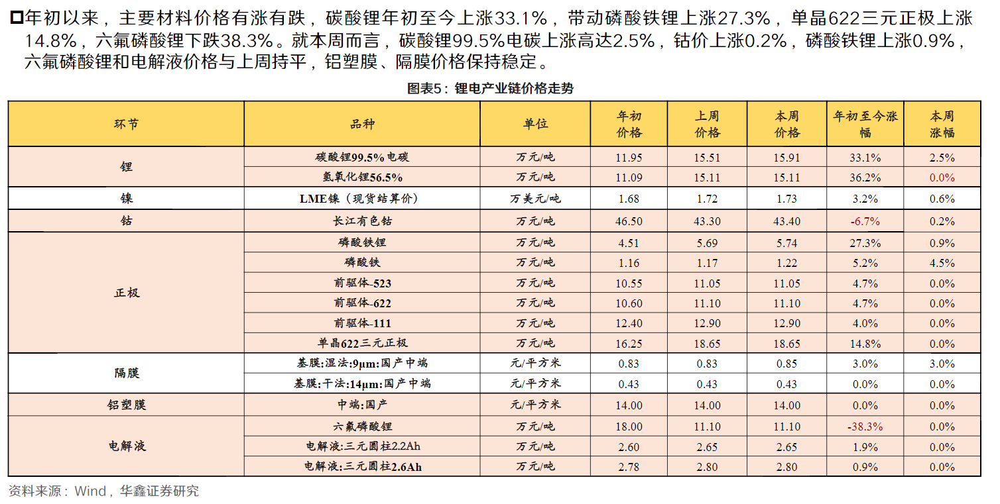 年初以来，主要材料价格有涨有跌，碳酸锂年初至今上涨33.1%，带动磷酸铁锂上涨27.3%，单晶622三元正极上涨
14.8%，六氟磷酸锂下跌38.3%。就本周而言，碳酸锂99.5%电碳上涨高达2.5%，钴价上涨0.2%，磷酸铁锂上涨0.9%，
六氟磷酸锂和电解液价格与上周持平，铝塑膜、隔膜价格保持稳定。
图表5：锂电产业链价格走势
环节 品种 单位 年初价格 上周价格 本周价格 年初至今涨幅 本周涨幅
锂 碳酸锂99.5%电碳 万元/吨 11.95 15.51 15.91 33.1% 2.5%
氢氧化锂56.5% 万元/吨 11.09 15.11 15.11 36.2% 0.0%
镍 LME镍（现货结算价） 万美元/吨 1.68 1.72 1.73 3.2% 0.6%
钴 长江有色钴 万元/吨 46.50 43.30 43.40 -6.7% 0.2%
正极 磷酸铁锂 万元/吨 4.51 5.69 5.74 27.3% 0.9%
磷酸铁 万元/吨 1.16 1.17 1.22 5.2% 4.5%
前驱体-523 万元/吨 10.55 11.05 11.05 4.7% 0.0%
前驱体-622 万元/吨 10.60 11.10 11.10 4.7% 0.0%
前驱体-111 万元/吨 12.40 12.90 12.90 4.0% 0.0%
单晶622三元正极 万元/吨 16.25 18.65 18.65 14.8% 0.0%
隔膜 基膜:湿法:9μm:国产中端 元/平方米 0.83 0.83 0.85 3.0% 3.0%
基膜:干法:14μm:国产中端 元/平方米 0.43 0.43 0.43 0.0% 0.0%
铝塑膜 中端:国产 元/平方米 14.00 14.00 14.00 0.0% 0.0%
电解液 六氟磷酸锂 万元/吨 18.00 11.10 11.10 -38.3% 0.0%
电解液:三元圆柱2.2Ah 万元/吨 2.60 2.65 2.65 1.9% 0.0%
电解液:三元圆柱2.6Ah 万元/吨 2.78 2.80 2.80 0.9% 0.0%
资料来源：Wind，华鑫证券研究